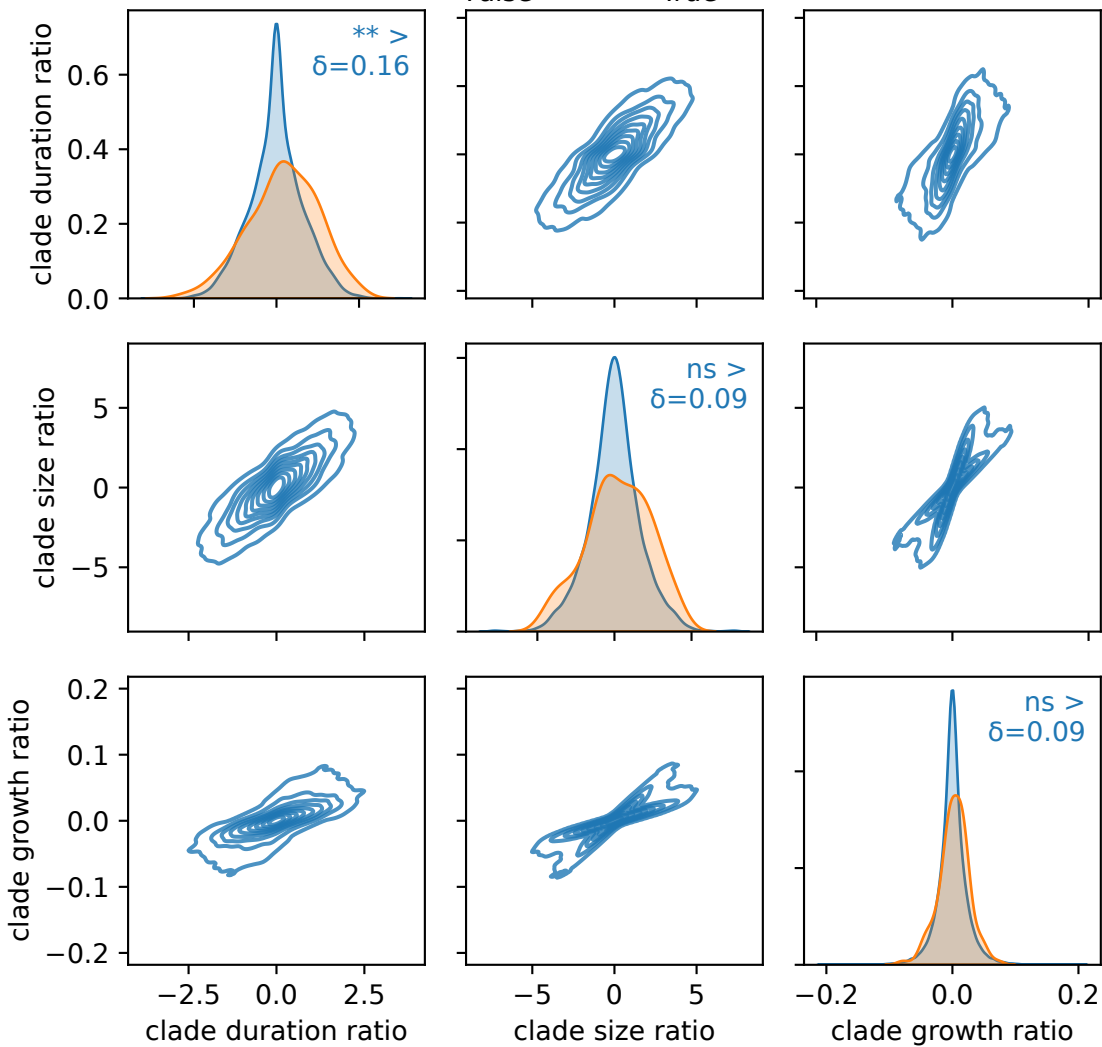 clade duration ratio
0.6
0.4
0.2
0.0
** >
δ=0.16
clade size ratio
5
0
−5
ns >
δ=0.09
clade growth ratio
0.2
0.1
0.0
−0.1
−0.2
ns >
δ=0.09
−2.5 0.0 2.5
−5 0 5
−0.2 0.0 0.2
clade duration ratio
clade size ratio
clade growth ratio